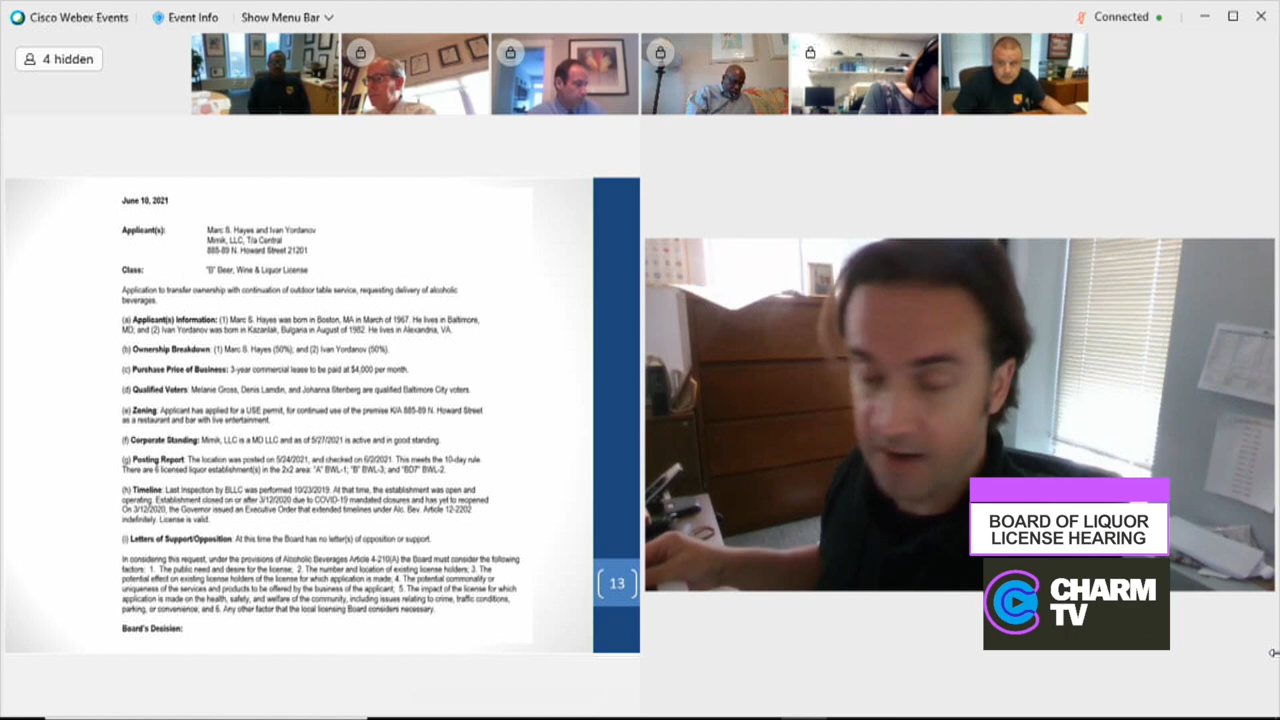 Cisco Webex Events
Event Info
Show Menu Bar
Connected
4 hidden
June 10, 2021
Applicant(s): Marc S. Hayes and Ivan Yordanov
Mimik, LLC, T/a Central
885-89 N. Howard Street 21201
Class: "B" Beer, Wine & Liquor License
Application to transfer ownership with continuation of outdoor table service, requesting delivery of alcoholic
beverages.
(a) Applicant(s) Information: (1) Marc S. Hayes was born in Boston, MA in March of 1967. He lives in Baltimore,
MD; and (2) Ivan Yordanov was born in Kazanlak, Bulgaria in August of 1982. He lives in Alexandria, VA.
(b) Ownership Breakdown: (1) Marc S. Hayes (50%); and (2) Ivan Yordanov (50%).
(c) Purchase Price of Business: 3-year commercial lease to be paid at $4,000 per month.
(d) Qualified Voters: Melanie Gross, Denis Lamdin, and Johanna Stenberg are qualified Baltimore City voters.
(e) Zoning: Applicant has applied for a USE permit, for continued use of the premise K/A 885-89 N. Howard Street
as a restaurant and bar with live entertainment.
(f) Corporate Standing: Mimik, LLC is a MD LLC and as of 5/27/2021 is active and in good standing.
(g) Posting Report: The location was posted on 5/24/2021, and checked on 6/2/2021. This meets the 10-day rule.
There are 6 licensed liquor establishment(s) in the 2x2 area: "A" BWL-1; "B" BWL-3; and "BD7" BWL-2.
(h) Timeline: Last Inspection by BLLC was performed 10/23/2019. At that time, the establishment was open and
operating. Establishment closed on or after 3/12/2020 due to COVID-19 mandated closures and has yet to reopened
On 3/12/2020, the Governor issued an Executive Order that extended timelines under Alc. Bev. Article 12-2202
indefinitely. License is valid.
(i) Letters of Support/Opposition: At this time the Board has no letter(s) of opposition or support.
In considering this request, under the provisions of Alcoholic Beverages Article 4-210(A) the Board must consider the following
factors: 1. The public need and desire for the license; 2. The number and location of existing license holders; 3. The
potential effect on existing license holders of the license for which application is made; 4. The potential commonality or
uniqueness of the services and products to be offered by the business of the applicant; 5. The impact of the license for which
application is made on the health, safety, and welfare of the community, including issues relating to crime, traffic conditions,
parking, or convenience, and 6. Any other factor that the local licensing Board considers necessary.
Board's Decision:
13
BOARD OF LIQUOR
LICENSE HEARING
CHARM
TV